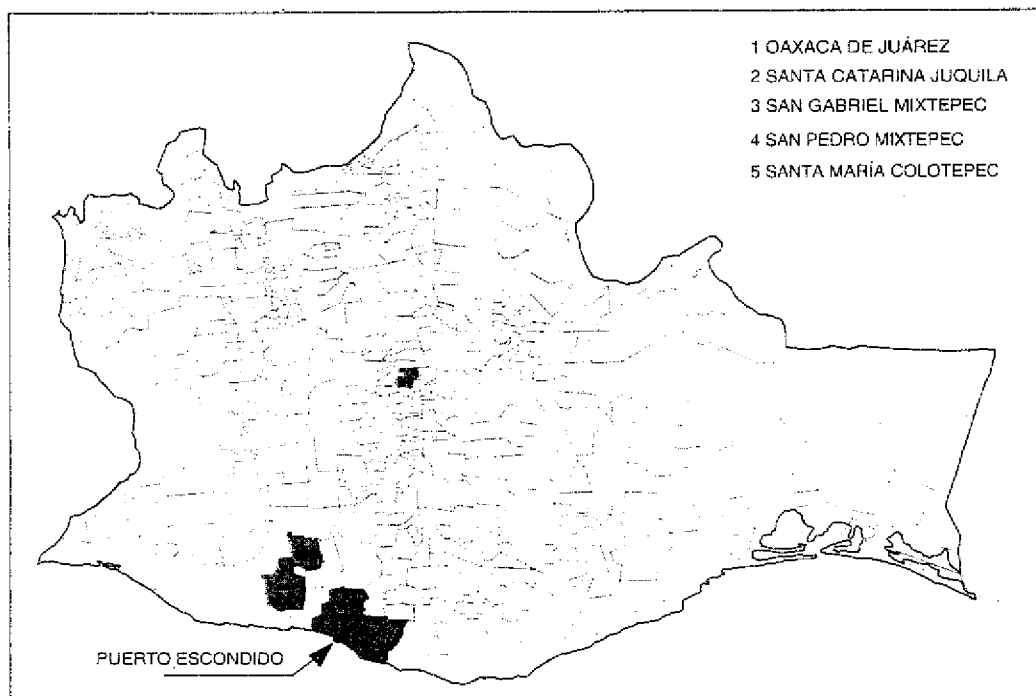 1 OAXACA DE JUÁREZ
2 SANTA CATARINA JUQUILA
3 SAN GABRIEL MIXTEPEC
4 SAN PEDRO MIXTEPEC
5 SANTA MARÍA COLOTEPEC
PUERTO ESCONDIDO